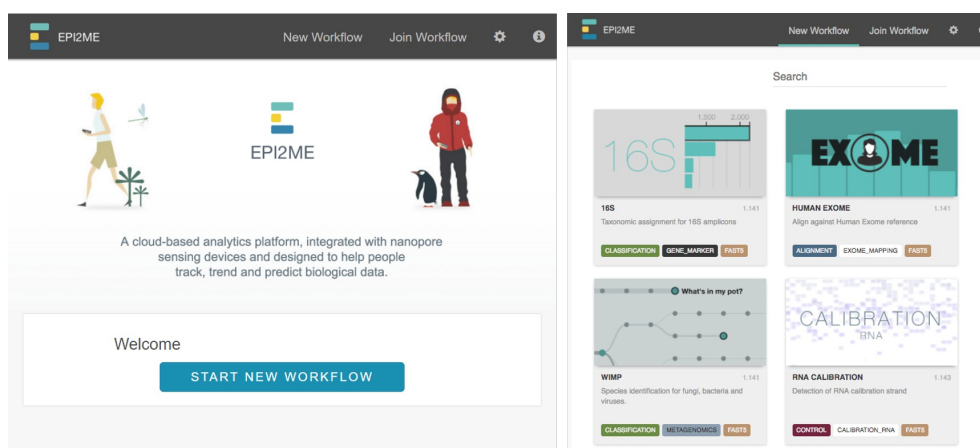 EPI2ME
New Workflow
Join Workflow
EPI2ME
A cloud-based analytics platform, integrated with nanopore
sensing devices and designed to help people
track, trend and predict biological data.
Welcome
START NEW WORKFLOW
EPI2ME
New Workflow
Join Workflow
Search
1,500 2,000
16S
16S 1.141
Taxonomic assignment for 16S amplicons
CLASSIFICATION GENE_MARKER FAST5
EXOME
HUMAN EXOME 1.141
Align against Human Exome reference
ALIGNMENT EXOME_MAPPING FAST5
What's in my pot?
WIMP 1.141
Species identification for fungi, bacteria and
viruses.
CLASSIFICATION METAGENOMICS FAST5
CALIBRATION
RNA
RNA CALIBRATION 1.143
Detection of RNA calibration strand
CONTROL CALIBRATION_RNA FAST5